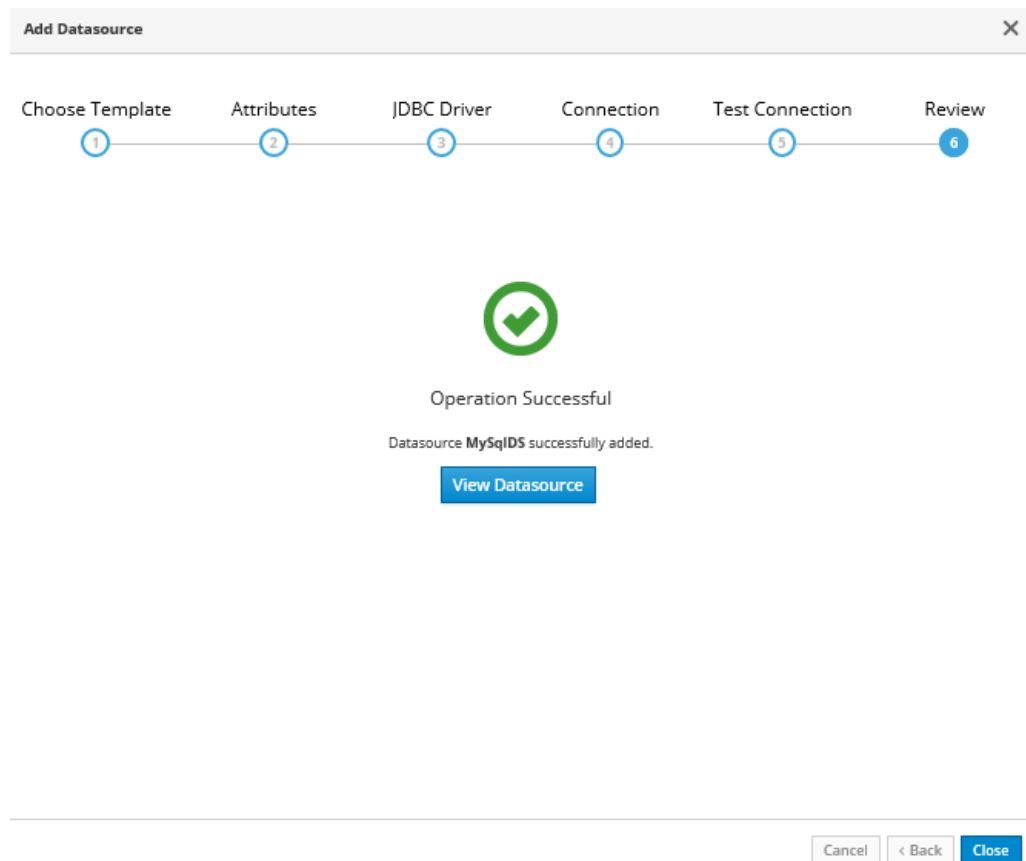 Add Datasource
Choose Template Attributes JDBC Driver Connection Test Connection Review
1 2 3 4 5 6
Operation Successful
Datasource MySqlDS successfully added.
View Datasource
Cancel < Back Close